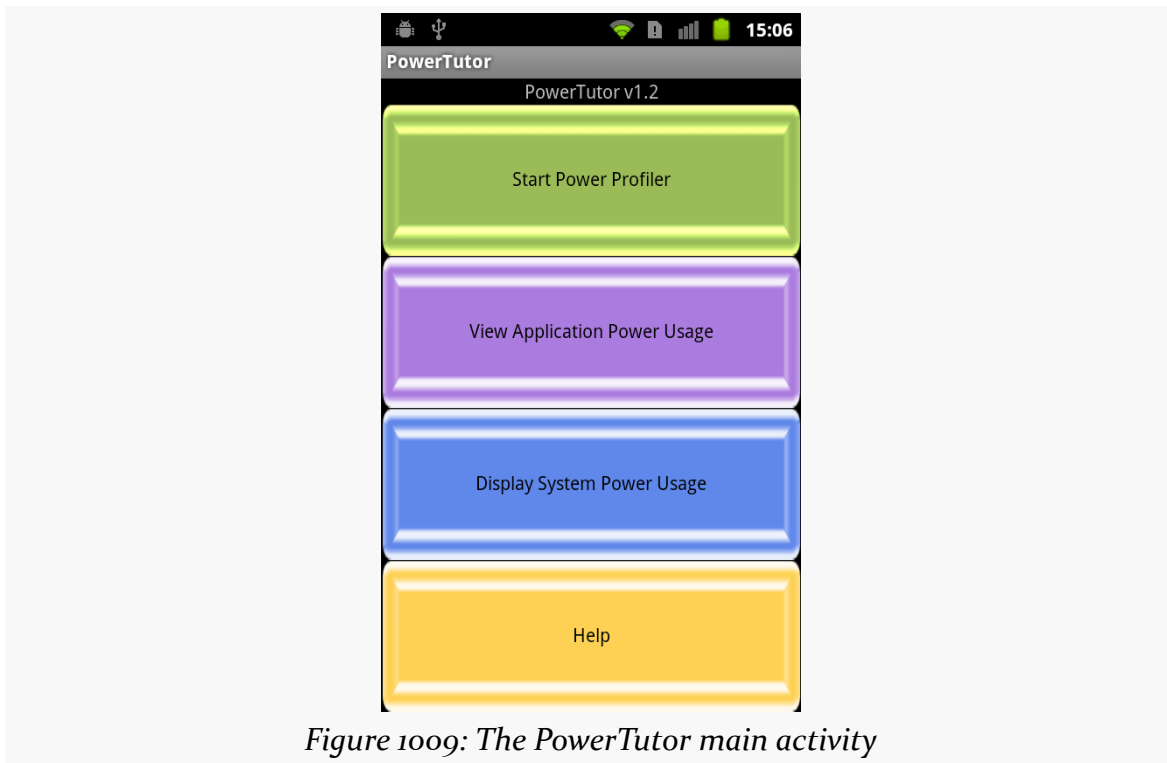 15:06
PowerTutor
PowerTutor v1.2
Start Power Profiler
View Application Power Usage
Display System Power Usage
Help
Figure 1009: The PowerTutor main activity